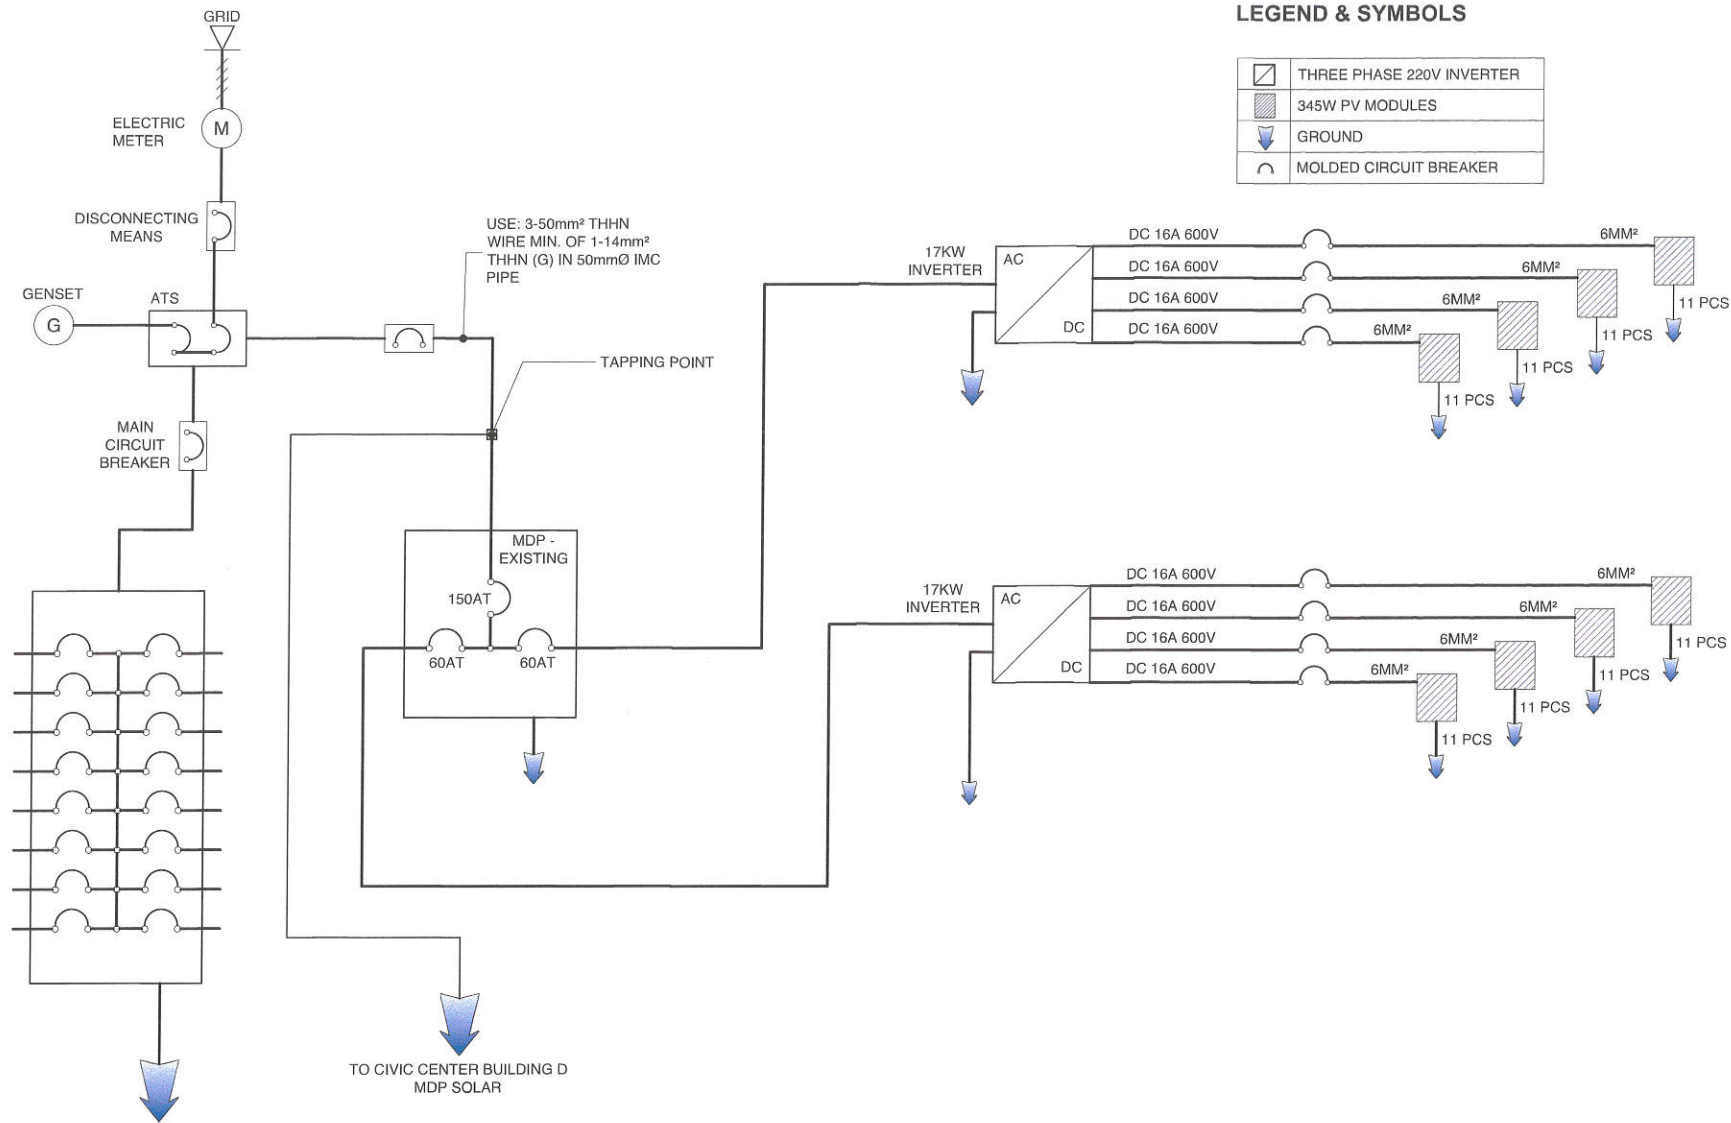 LEGEND & SYMBOLS
THREE PHASE 220V INVERTER
345W PV MODULES
GROUND
MOLDED CIRCUIT BREAKER
GRID
ELECTRIC
METER
M
DISCONNECTING
MEANS
GENSET
G
ATS
MAIN
CIRCUIT
BREAKER
USE: 3-50mm² THHN
WIRE MIN. OF 1-14mm²
THHN (G) IN 50mmØ IMC
PIPE
TAPPING POINT
MDP -
EXISTING
150AT
60AT
60AT
TO CIVIC CENTER BUILDING D
MDP SOLAR
17KW
INVERTER
AC
DC
DC 16A 600V
6MM²
11 PCS
DC 16A 600V
6MM²
11 PCS
DC 16A 600V
6MM²
11 PCS
DC 16A 600V
6MM²
11 PCS
17KW
INVERTER
AC
DC
DC 16A 600V
6MM²
11 PCS
DC 16A 600V
6MM²
11 PCS
DC 16A 600V
6MM²
11 PCS
DC 16A 600V
6MM²
11 PCS